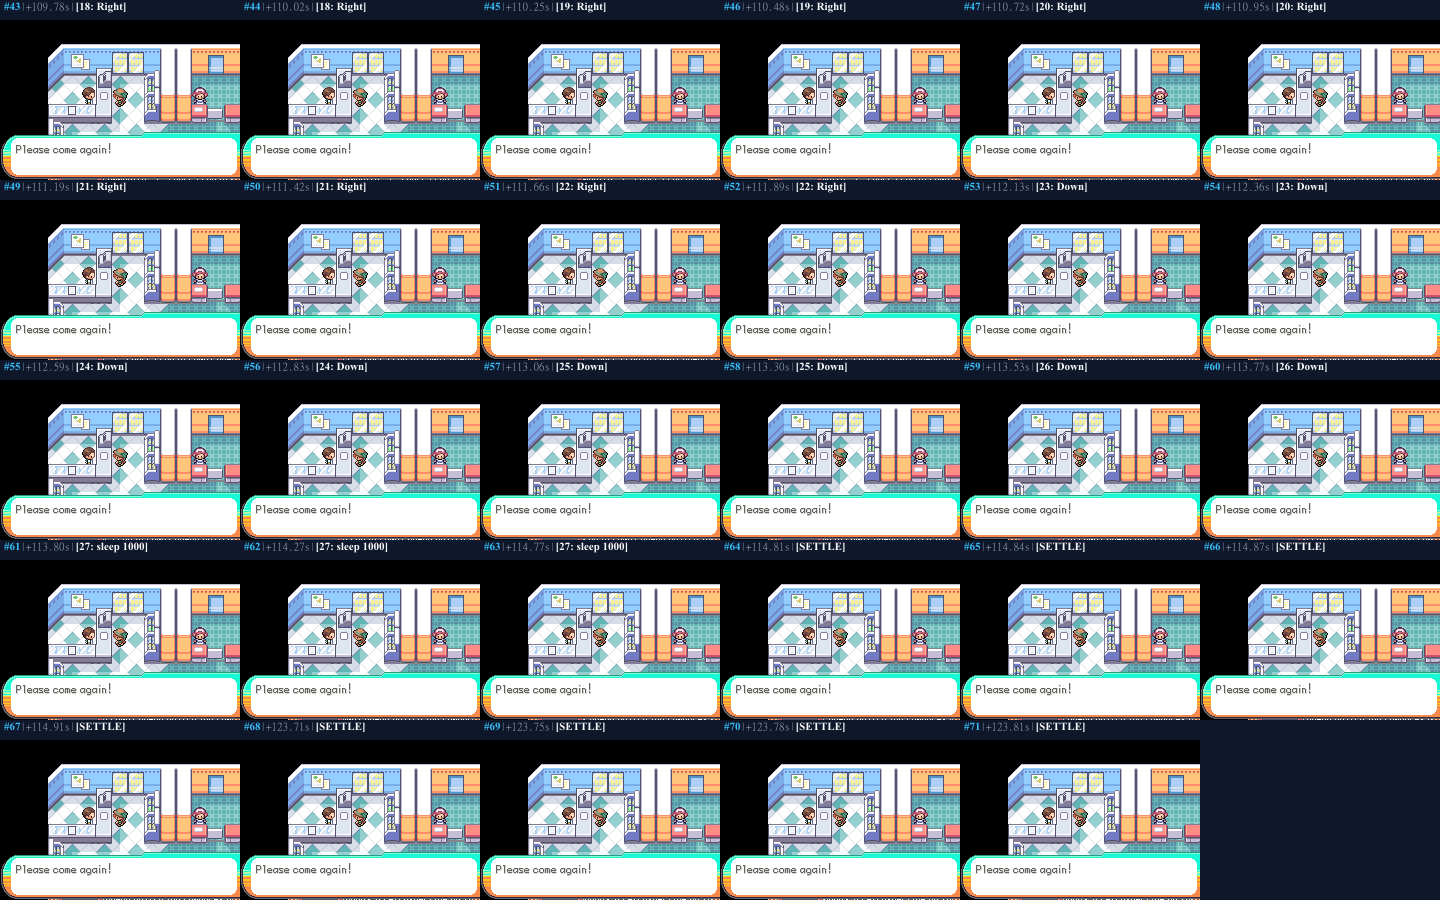 #43|+109.78s|[18: Right] #44|+110.02s|[18: Right] #45|+110.25s|[19: Right] #46|+110.48s|[19: Right] #47|+110.72s|[20: Right] #48|+110.95s|[20: Right]
Please come again! Please come again! Please come again! Please come again! Please come again! Please come again!
#49|+111.19s|[21: Right] #50|+111.42s|[21: Right] #51|+111.66s|[22: Right] #52|+111.89s|[22: Right] #53|+112.13s|[23: Down] #54|+112.36s|[23: Down]
Please come again! Please come again! Please come again! Please come again! Please come again! Please come again!
#55|+112.59s|[24: Down] #56|+112.83s|[24: Down] #57|+113.06s|[25: Down] #58|+113.30s|[25: Down] #59|+113.53s|[26: Down] #60|+113.77s|[26: Down]
Please come again! Please come again! Please come again! Please come again! Please come again! Please come again!
#61|+113.80s|[27: sleep 1000] #62|+114.27s|[27: sleep 1000] #63|+114.77s|[27: sleep 1000] #64|+114.81s|[SETTLE] #65|+114.84s|[SETTLE] #66|+114.87s|[SETTLE]
Please come again! Please come again! Please come again! Please come again! Please come again! Please come again!
#67|+114.91s|[SETTLE] #68|+123.71s|[SETTLE] #69|+123.75s|[SETTLE] #70|+123.78s|[SETTLE] #71|+123.81s|[SETTLE]
Please come again! Please come again! Please come again! Please come again! Please come again!